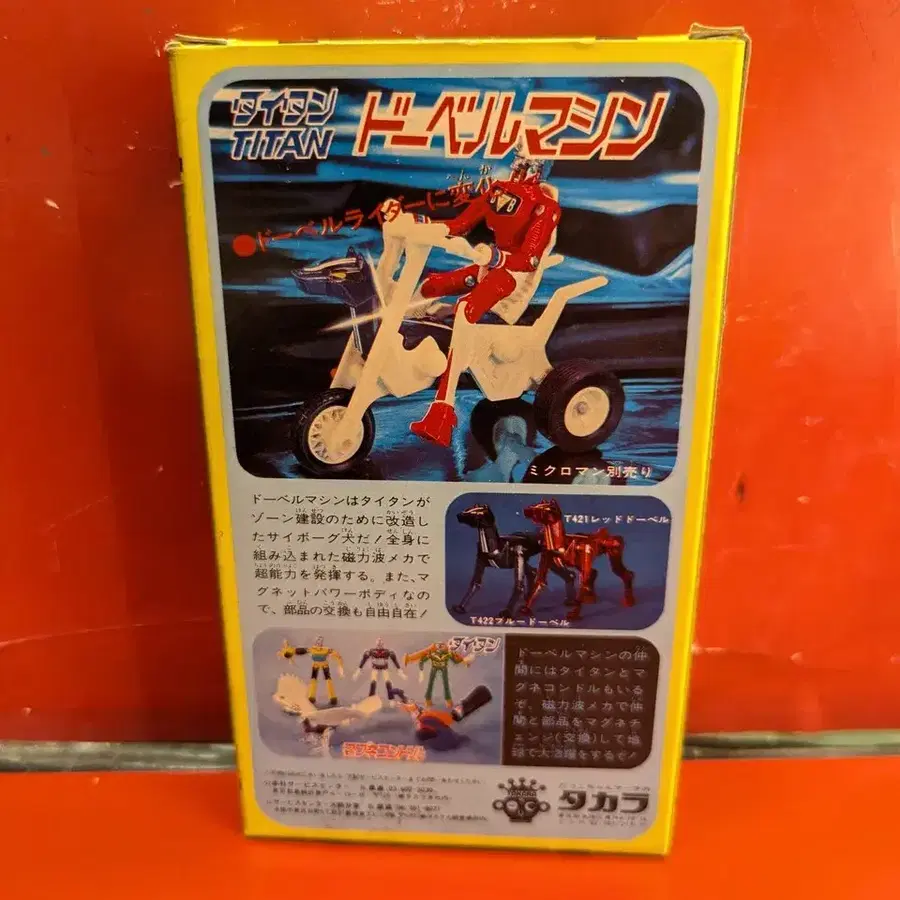 タイタン
TITAN
ドーベルマシン
●ドーベルライダーに変
ミクロマン別売り
ドーベルマシンはタイタンが
ゾーン建設のために改造し
たサイボーグ犬だ!全身に
組み込まれた磁力波メカで
超能力を発揮する。また、マ
グネットパワーボディなの
で、部品の交換も自由自在!
T421レッドドーベル
T422ブルードーベル
タイタン
マグネコンドル
ドーベルマシンの仲
間にはタイタンとマ
グネコンドルもいる
で、磁力波メカで仲
間と部品をマグネチ
ェンジ(交換)して地
球で大活躍をするぞ!
TAKARA
タカラ